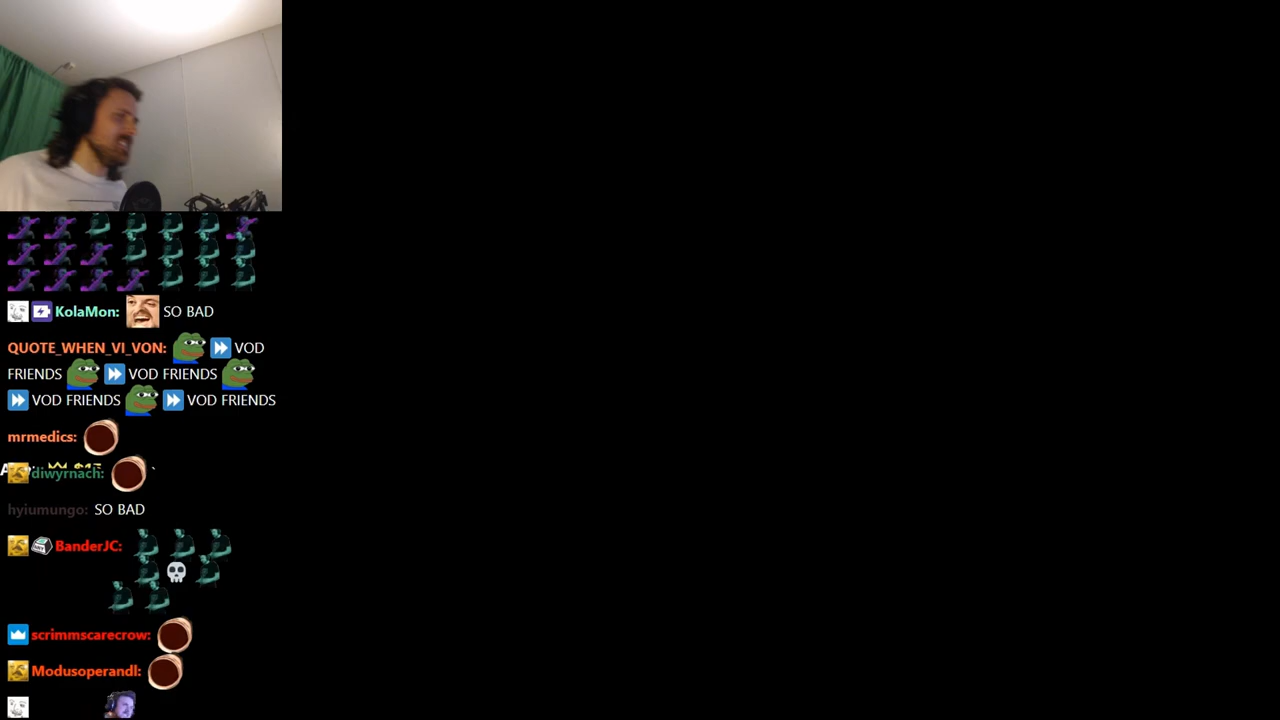 KolaMon: SO BAD
QUOTE_WHEN_VI_VON: VOD
FRIENDS VOD FRIENDS
VOD FRIENDS VOD FRIENDS
mrmedics:
diwyrnach:
hyiumungo: SO BAD
BanderJC:
scrimmscarecrow:
Modusoperandl: